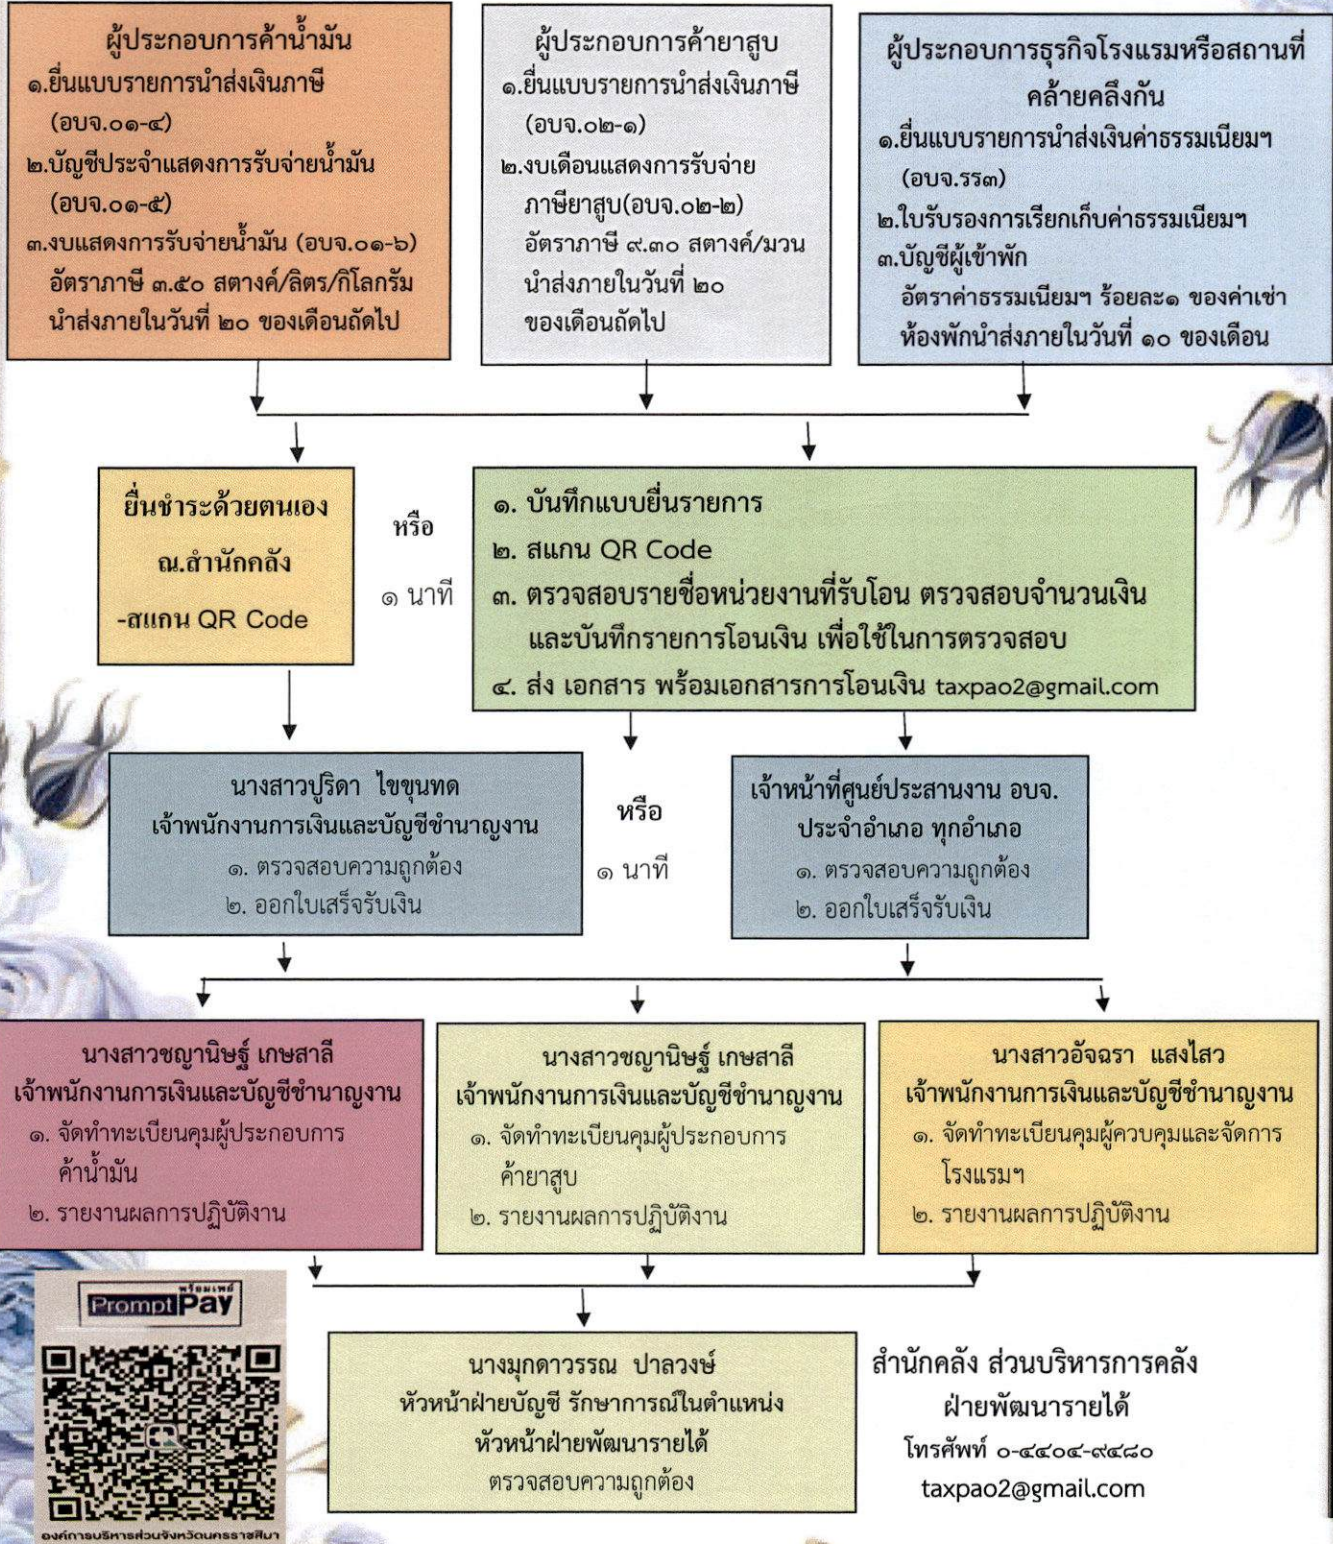 ผู้ประกอบการค้าน้ำมัน
๑.ยื่นแบบรายการนำส่งเงินภาษี
(อบจ.๐๑-๔)
๒.บัญชีประจำแสดงการรับจ่ายน้ำมัน
(อบจ.๐๑-๕)
๓.งบแสดงการรับจ่ายน้ำมัน (อบจ.๐๑-๖)
อัตราภาษี ๓.๕๐ สตางค์/ลิตร/กิโลกรัม
นำส่งภายในวันที่ ๒๐ ของเดือนถัดไป
ผู้ประกอบการค้ายาสูบ
๑.ยื่นแบบรายการนำส่งเงินภาษี
(อบจ.๐๒-๑)
๒.งบเดือนแสดงการรับจ่าย
ภาษียาสูบ(อบจ.๐๒-๒)
อัตราภาษี ๙.๓๐ สตางค์/มวน
นำส่งภายในวันที่ ๒๐
ของเดือนถัดไป
ผู้ประกอบการธุรกิจโรงแรมหรือสถานที่
คล้ายคลึงกัน
๑.ยื่นแบบรายการนำส่งเงินค่าธรรมเนียมฯ
(อบจ.รร๓)
๒.ใบรับรองการเรียกเก็บค่าธรรมเนียมฯ
๓.บัญชีผู้เข้าพัก
อัตราค่าธรรมเนียมฯ ร้อยละ๑ ของค่าเช่า
ห้องพักนำส่งภายในวันที่ ๑๐ ของเดือน
ยื่นชำระด้วยตนเอง
ณ.สำนักคลัง
-สแกน QR Code
หรือ
๑ นาที
๑. บันทึกแบบยื่นรายการ
๒. สแกน QR Code
๓. ตรวจสอบรายชื่อหน่วยงานที่รับโอน ตรวจสอบจำนวนเงิน
และบันทึกรายการโอนเงิน เพื่อใช้ในการตรวจสอบ
๔. ส่ง เอกสาร พร้อมเอกสารการโอนเงิน taxpao2@gmail.com
นางสาวปูริดา ไขขุนทด
เจ้าพนักงานการเงินและบัญชีชำนาญงาน
๑. ตรวจสอบความถูกต้อง
๒. ออกใบเสร็จรับเงิน
หรือ
๑ นาที
เจ้าหน้าที่ศูนย์ประสานงาน อบจ.
ประจำอำเภอ ทุกอำเภอ
๑. ตรวจสอบความถูกต้อง
๒. ออกใบเสร็จรับเงิน
นางสาวชญานิษฐ์ เกษสาลี
เจ้าพนักงานการเงินและบัญชีชำนาญงาน
๑. จัดทำทะเบียนคุมผู้ประกอบการ
ค้าน้ำมัน
๒. รายงานผลการปฏิบัติงาน
นางสาวชญานิษฐ์ เกษสาลี
เจ้าพนักงานการเงินและบัญชีชำนาญงาน
๑. จัดทำทะเบียนคุมผู้ประกอบการ
ค้ายาสูบ
๒. รายงานผลการปฏิบัติงาน
นางสาวอัจฉรา แสงไสว
เจ้าพนักงานการเงินและบัญชีชำนาญงาน
๑. จัดทำทะเบียนคุมผู้ควบคุมและจัดการ
โรงแรมฯ
๒. รายงานผลการปฏิบัติงาน
พร้อมเพย์
PromptPay
องค์การบริหารส่วนจังหวัดนครราชสีมา
นางมุกดาวรรณ ปาลวงษ์
หัวหน้าฝ่ายบัญชี รักษาการณ์ในตำแหน่ง
หัวหน้าฝ่ายพัฒนารายได้
ตรวจสอบความถูกต้อง
สำนักคลัง ส่วนบริหารการคลัง
ฝ่ายพัฒนารายได้
โทรศัพท์ ๐-๔๔๐๔-๙๔๘๐
taxpao2@gmail.com